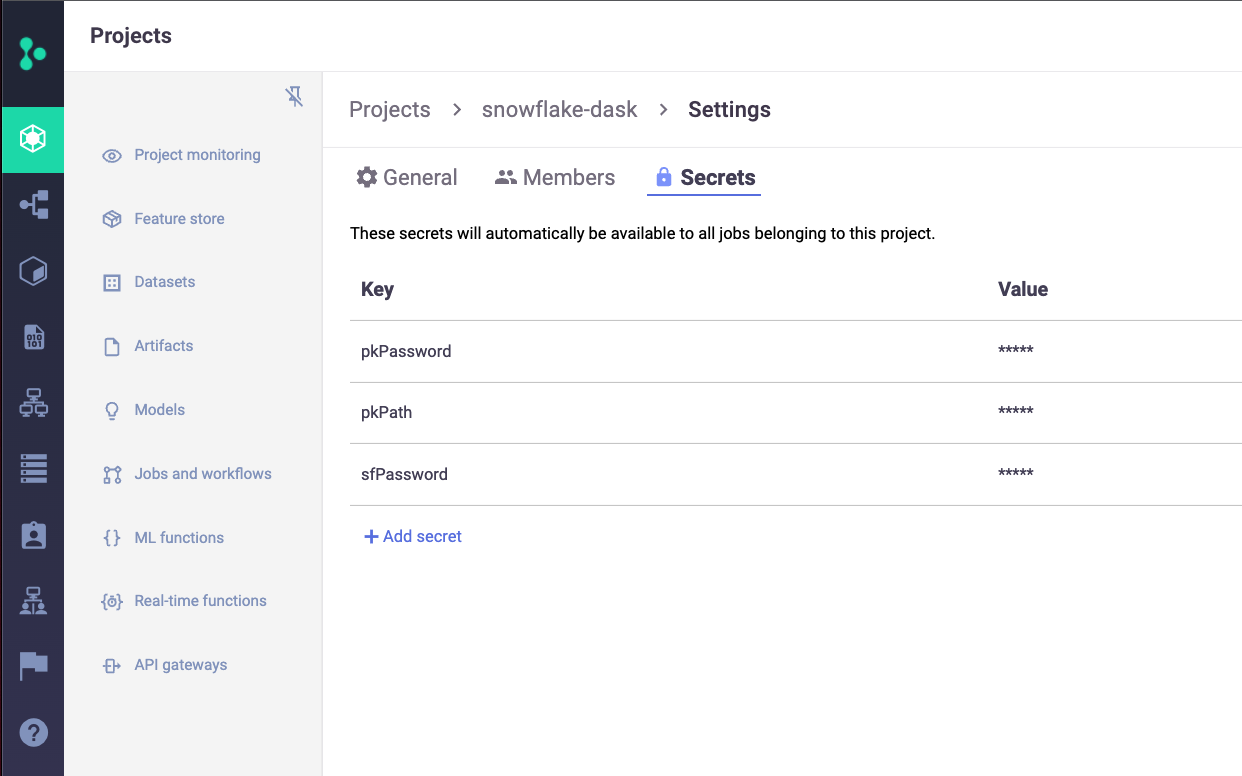 Projects
Project monitoring
Feature store
Datasets
Artifacts
Models
Jobs and workflows
ML functions
Real-time functions
API gateways
Projects > snowflake-dask > Settings
General Members Secrets
These secrets will automatically be available to all jobs belonging to this project.
Key Value
pkPassword *****
pkPath *****
sfPassword *****
+ Add secret